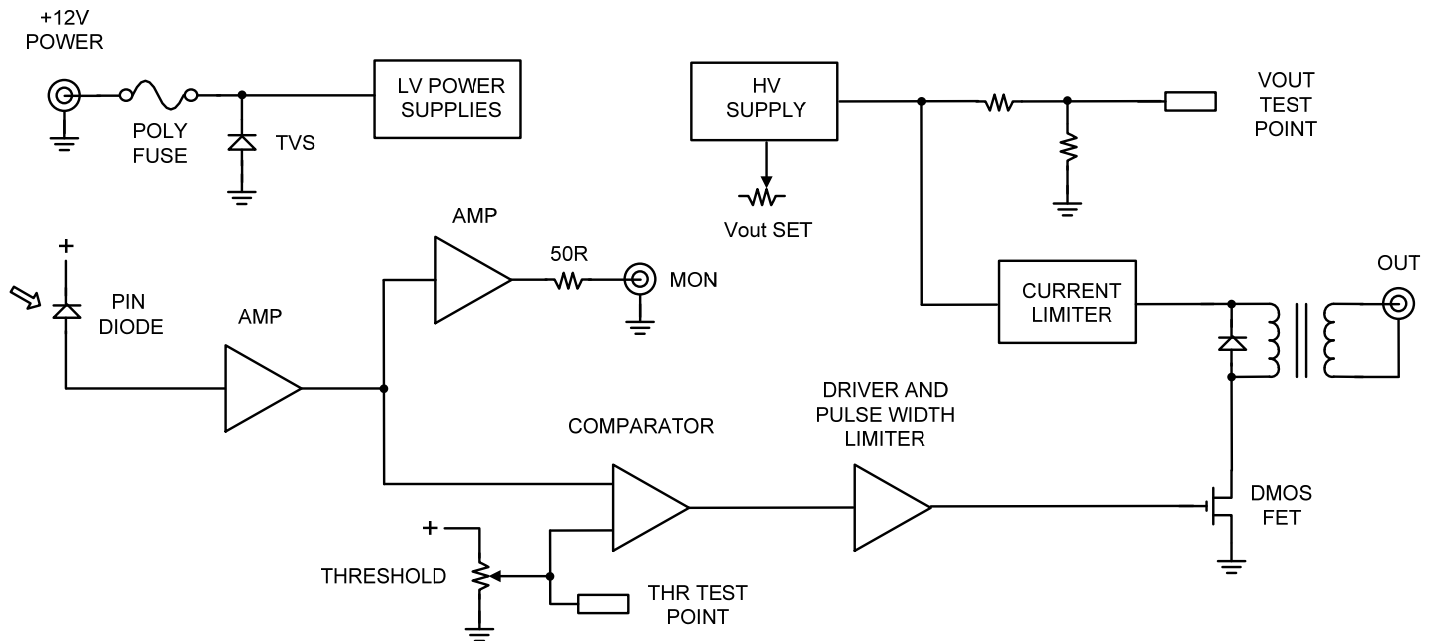 +12V
POWER
POLY
FUSE
TVS
LV POWER
SUPPLIES
HV
SUPPLY
Vout SET
VOUT
TEST
POINT
+
PIN
DIODE
AMP
AMP
50R
MON
CURRENT
LIMITER
OUT
COMPARATOR
DRIVER AND
PULSE WIDTH
LIMITER
DMOS
FET
+
THRESHOLD
THR TEST
POINT